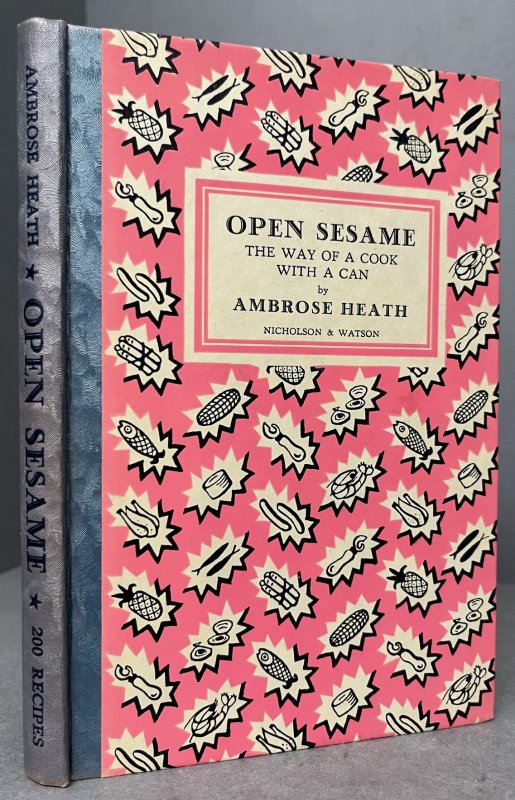 AMBROSE HEATH ★ OPEN SESAME ★ 200 RECIPES
OPEN SESAME
THE WAY OF A COOK
WITH A CAN
by
AMBROSE HEATH
NICHOLSON & WATSON